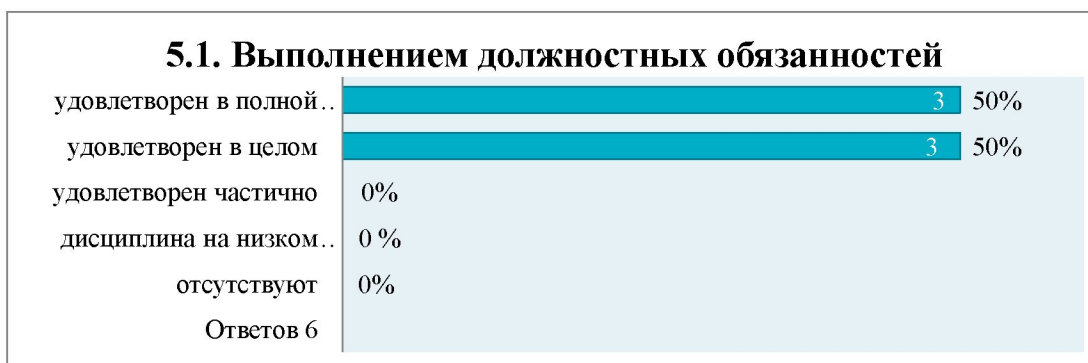 5.1. Выполнением должностных обязанностей
удовлетворен в полной.. 3 50%
удовлетворен в целом 3 50%
удовлетворен частично 0%
дисциплина на низком.. 0 %
отсутствуют 0%
Ответов 6